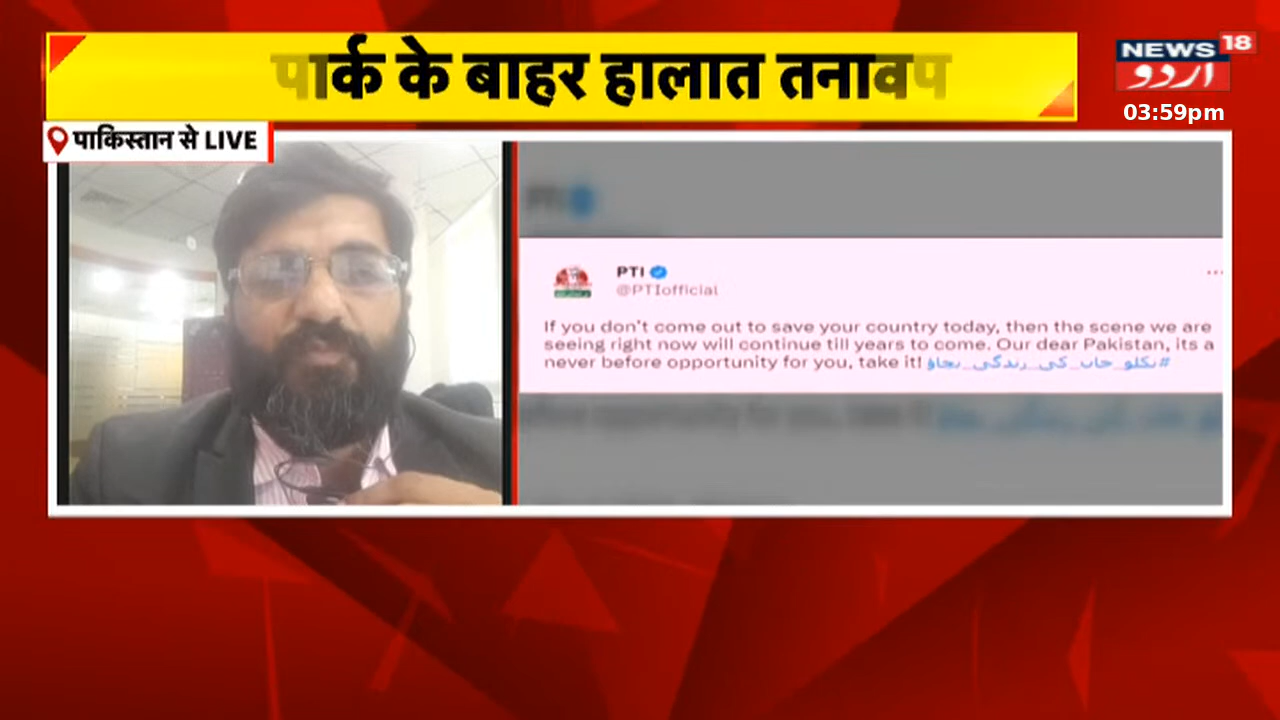 पार्क के बाहर हालात तनावप
NEWS 18
اردو
03:59pm
पाकिस्तान से LIVE
PTI
@PTIofficial
If you don't come out to save your country today, then the scene we are
seeing right now will continue till years to come. Our dear Pakistan, its a
never before opportunity for you, take it! #نکلو_خان_کی_زندگی_بچاؤ